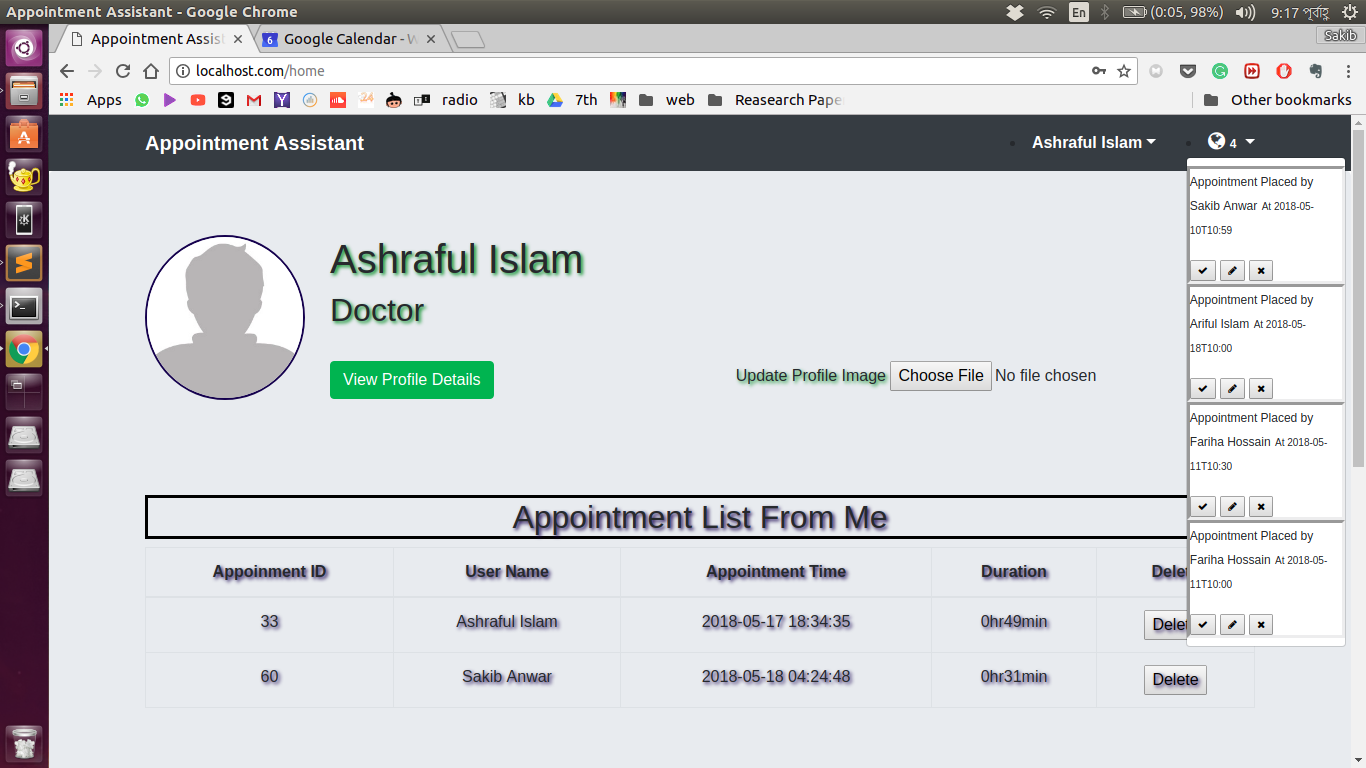 Appointment Assistant - Google Chrome
En
(0:05, 98%)
9:17 পূর্বাহ্ণ
Appointment Assis
Google Calendar - W
Sakib
localhost.com/home
Apps
radio
kb
7th
web
Reasearch Pape
Other bookmarks
Appointment Assistant
Ashraful Islam
4
Ashraful Islam
Doctor
View Profile Details
Update Profile Image Choose File No file chosen
Appointment Placed by
Sakib Anwar At 2018-05-
10T10:59
Appointment Placed by
Ariful Islam At 2018-05-
18T10:00
Appointment Placed by
Fariha Hossain At 2018-05-
11T10:30
Appointment Placed by
Fariha Hossain At 2018-05-
11T10:00
Appointment List From Me
Appoinment ID User Name Appointment Time Duration Dele
33 Ashraful Islam 2018-05-17 18:34:35 0hr49min Delet
60 Sakib Anwar 2018-05-18 04:24:48 0hr31min Delete